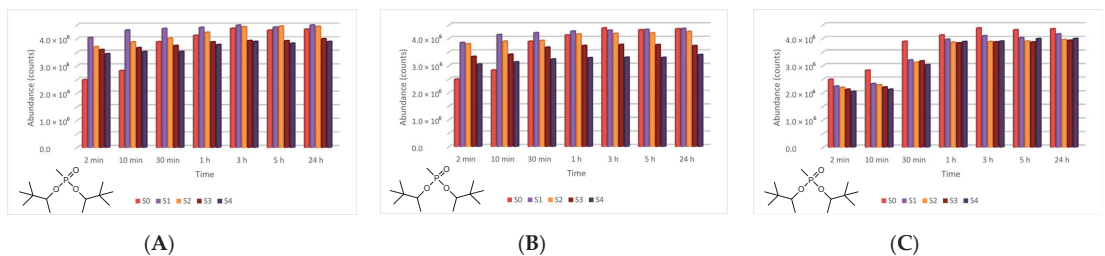 Abundance (counts)
4.0 × 10⁶
3.0 × 10⁶
2.0 × 10⁶
1.0 × 10⁶
0.0
2 min 10 min 30 min 1 h 3 h 5 h 24 h
Time
S0 S1 S2 S3 S4
O P O O
(A)
Abundance (counts)
4.0 × 10⁶
3.0 × 10⁶
2.0 × 10⁶
1.0 × 10⁶
0.0
2 min 10 min 30 min 1 h 3 h 5 h 24 h
Time
S0 S1 S2 S3 S4
O P O O
(B)
Abundance (counts)
4.0 × 10⁶
3.0 × 10⁶
2.0 × 10⁶
1.0 × 10⁶
0.0
2 min 10 min 30 min 1 h 3 h 5 h 24 h
Time
S0 S1 S2 S3 S4
O P O O
(C)